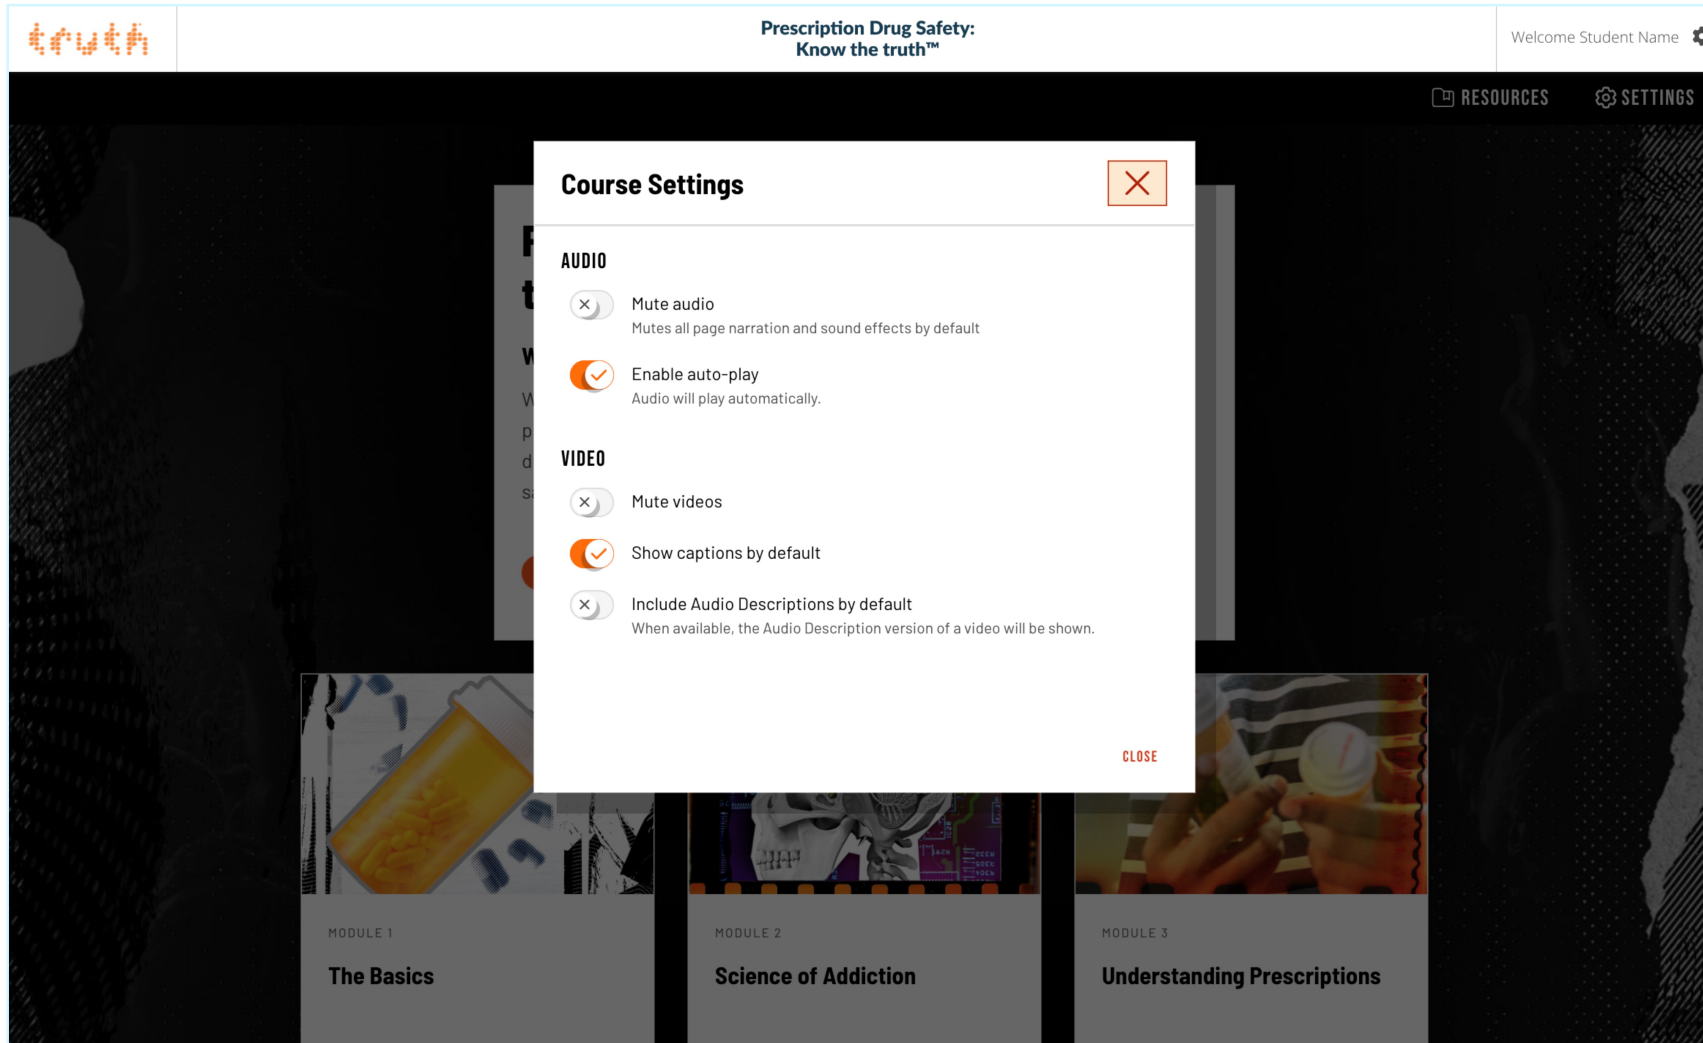 truth
Prescription Drug Safety:
Know the truth™
Welcome Student Name
RESOURCES
SETTINGS
Course Settings
AUDIO
Mute audio
Mutes all page narration and sound effects by default
Enable auto-play
Audio will play automatically.
VIDEO
Mute videos
Show captions by default
Include Audio Descriptions by default
When available, the Audio Description version of a video will be shown.
CLOSE
MODULE 1
The Basics
MODULE 2
Science of Addiction
MODULE 3
Understanding Prescriptions